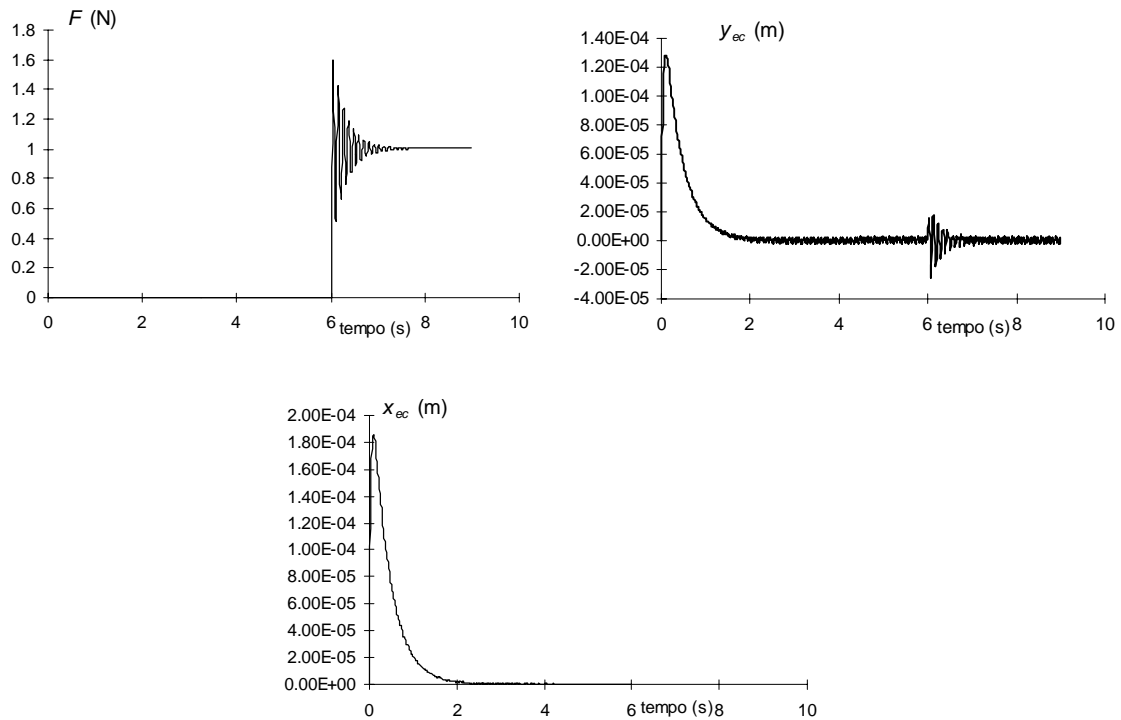 F (N)
1.8
1.6
1.4
1.2
1
0.8
0.6
0.4
0.2
0
0 2 4 6 8 10
tempo (s)
y ec (m)
1.40E-04
1.20E-04
1.00E-04
8.00E-05
6.00E-05
4.00E-05
2.00E-05
0.00E+00
-2.00E-05
-4.00E-05
0 2 4 6 tempo (s) 8 10
x ec (m)
2.00E-04
1.80E-04
1.60E-04
1.40E-04
1.20E-04
1.00E-04
8.00E-05
6.00E-05
4.00E-05
2.00E-05
0.00E+00
0 2 4 6 tempo (s) 8 10